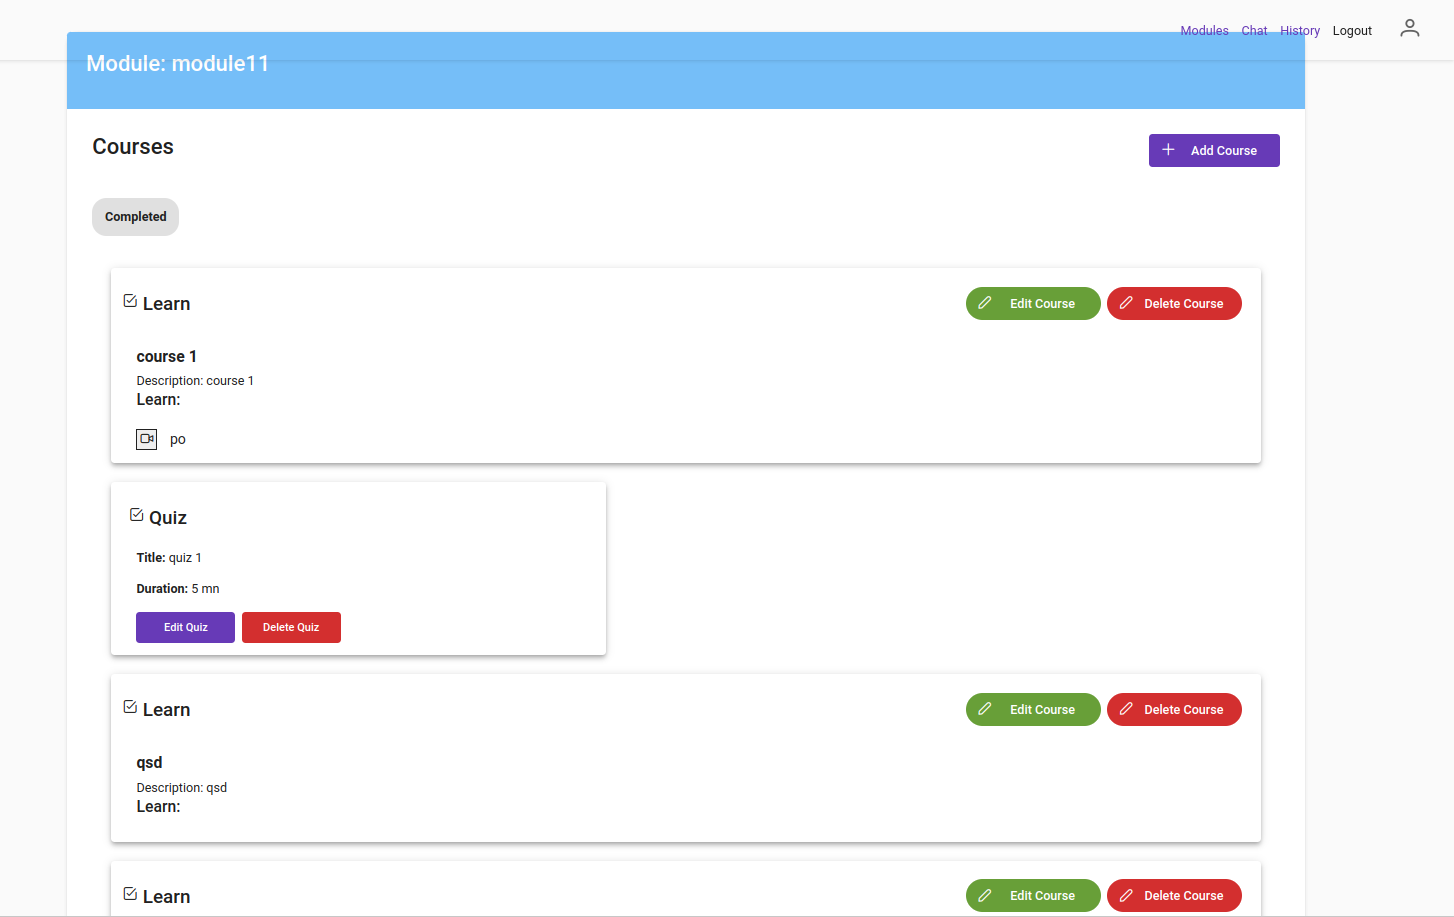 Modules Chat History Logout
Module: module11
Courses
Add Course
Completed
Learn
Edit Course Delete Course
course 1
Description: course 1
Learn:
po
Quiz
Title: quiz 1
Duration: 5 mn
Edit Quiz Delete Quiz
Learn
Edit Course Delete Course
qsd
Description: qsd
Learn:
Learn
Edit Course Delete Course